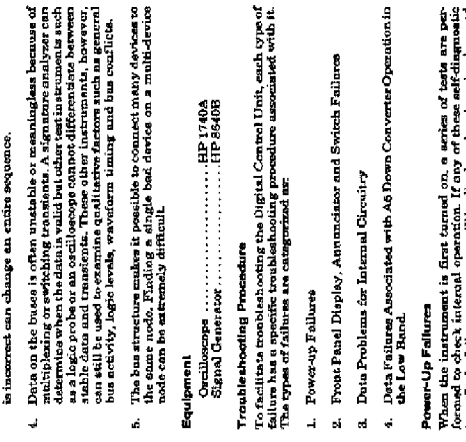 is incorrect can change an entire sequence.
4. Data on the buses is often unstable or meaningless because of
multiplexing or switching transients. A signature analyzer can
determine when the data is valid but other test instruments such
as a logic probe or an oscilloscope cannot differentiate between
stable data and transients. These other instruments, however,
can still be used to examine qualitative factors such as general
bus activity, logic levels, waveform timing and bus conflicts.
5. The bus structure makes it possible to connect many devices to
the same node. Finding a single bad device on a multi-device
node can be extremely difficult.
Equipment
Oscilloscope ..................... HP 1740A
Signal Generator ................. HP 8640B
Troubleshooting Procedure
To facilitate troubleshooting the Digital Control Unit, each type of
failure has a specific troubleshooting procedure associated with it.
The types of failures are categorized as:
1. Power-up Failures
2. Front Panel Display, Annunciator and Switch Failures
3. Data Problems for Internal Circuitry
4. Data Failures Associated with A6 Down Converter Operation in
the Low Band.
Power-Up Failures
When the instrument is first turned on, a series of tests are per-
formed to check internal operation. If any of these self-diagnostic